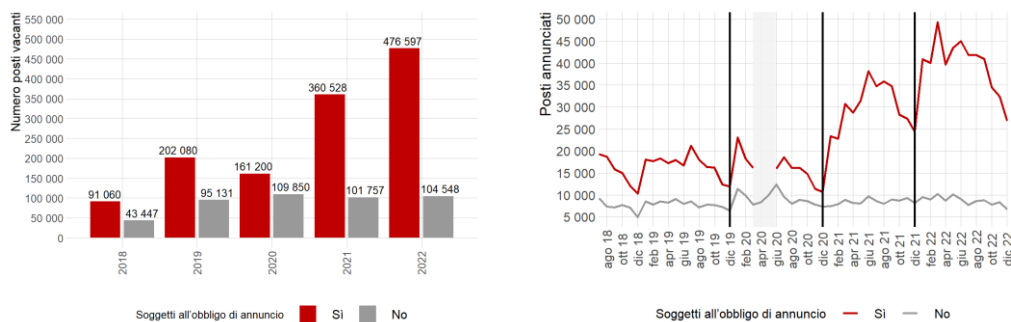 Numero posti vacanti
550 000
500 000
450 000
400 000
350 000
300 000
250 000
200 000
150 000
100 000
50 000
0
91 060
43 447
202 080
95 131
161 200
109 850
360 528
101 757
476 597
104 548
2018
2019
2020
2021
2022
Soggetti all'obbligo di annuncio Sì No
Posti annunciati
50 000
45 000
40 000
35 000
30 000
25 000
20 000
15 000
10 000
5 000
ago 18
ott 18
dic 18
feb 19
apr 19
giu 19
ago 19
ott 19
dic 19
feb 20
apr 20
giu 20
ago 20
ott 20
dic 20
feb 21
apr 21
giu 21
ago 21
ott 21
dic 21
feb 22
apr 22
giu 22
ago 22
ott 22
dic 22
Soggetti all'obbligo di annuncio Sì No